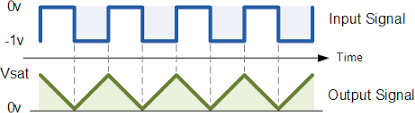 0v
Input Signal
-1v
Time
Vsat
Output Signal
0v